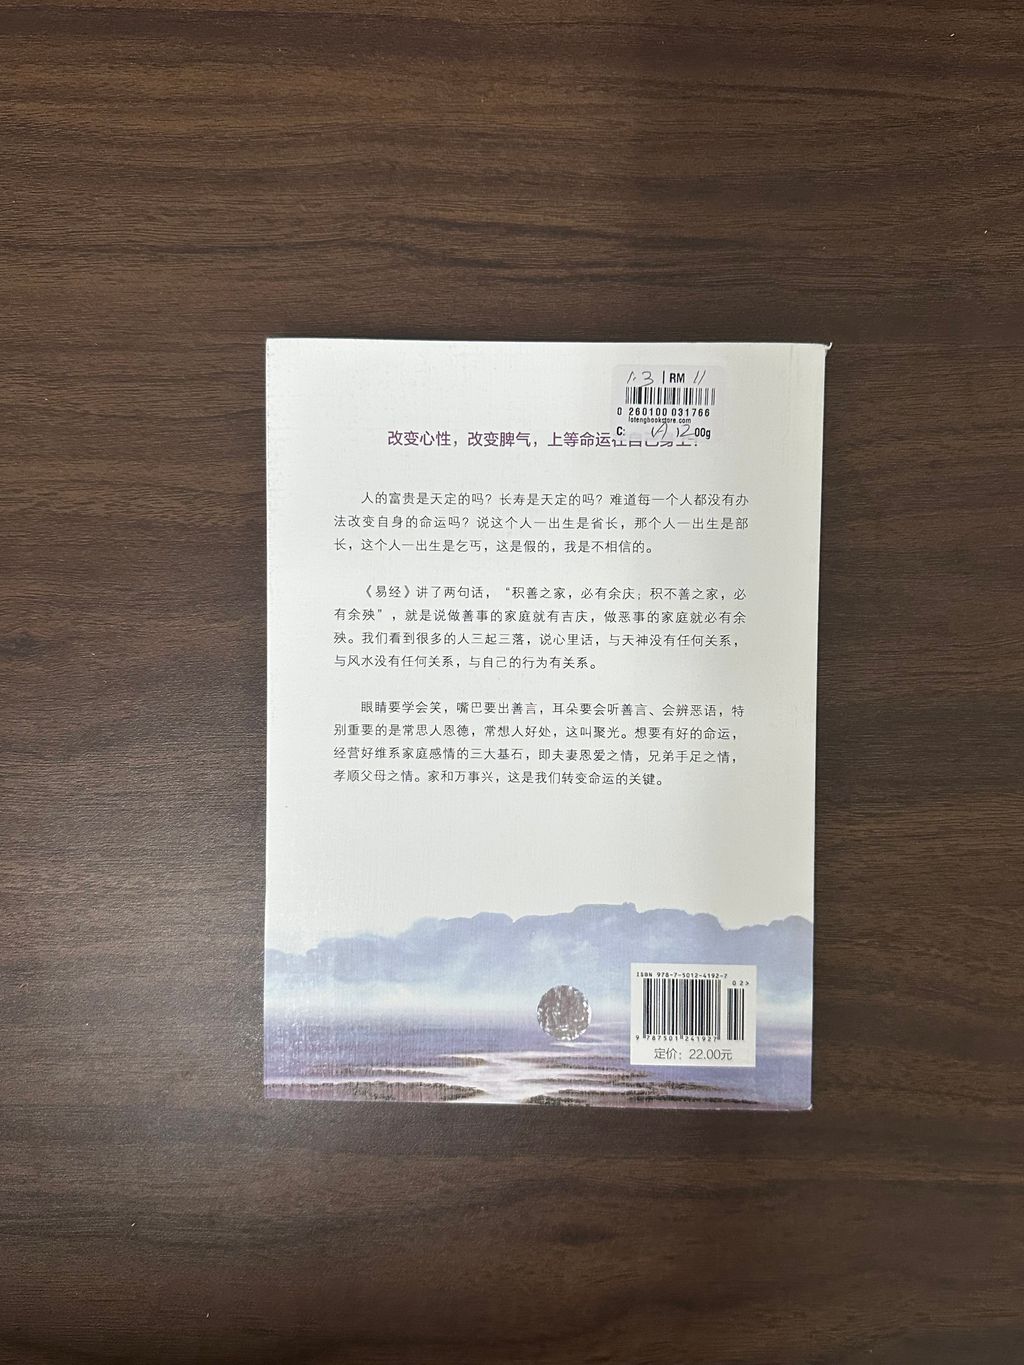 1.3 | RM 11
0 260100 031766
lotengbookstore.com
C: 00g
改变心性，改变脾气，上等命运在自己身上！
人的富贵是天定的吗？长寿是天定的吗？难道每一个人都没有办
法改变自身的命运吗？说这个人一出生是省长，那个人一出生是部
长，这个人一出生是乞丐，这是假的，我是不相信的。
《易经》讲了两句话，“积善之家，必有余庆；积不善之家，必
有余殃”，就是说做善事的家庭就有吉庆，做恶事的家庭就必有余
殃。我们看到很多的人三起三落，说心里话，与天神没有任何关系，
与风水没有任何关系，与自己的行为有关系。
眼睛要学会笑，嘴巴要出善言，耳朵要会听善言、会辨恶语，特
别重要的是常思人恩德，常想人好处，这叫聚光。想要有好的命运，
经营好维系家庭感情的三大基石，即夫妻恩爱之情，兄弟手足之情，
孝顺父母之情。家和万事兴，这是我们转变命运的关键。
ISBN 978-7-5012-4192-7
02>
9 787501 241927
定价：22.00元